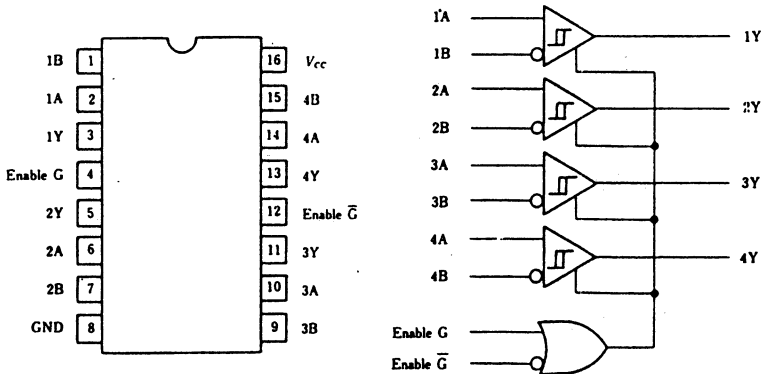 1B 1 16 Vcc
1A 2 15 4B
1Y 3 14 4A
Enable G 4 13 4Y
2Y 5 12 Enable G̅
2A 6 11 3Y
2B 7 10 3A
GND 8 9 3B
1A
1B
1Y
2A
2B
2Y
3A
3B
3Y
4A
4B
4Y
Enable G
Enable G̅